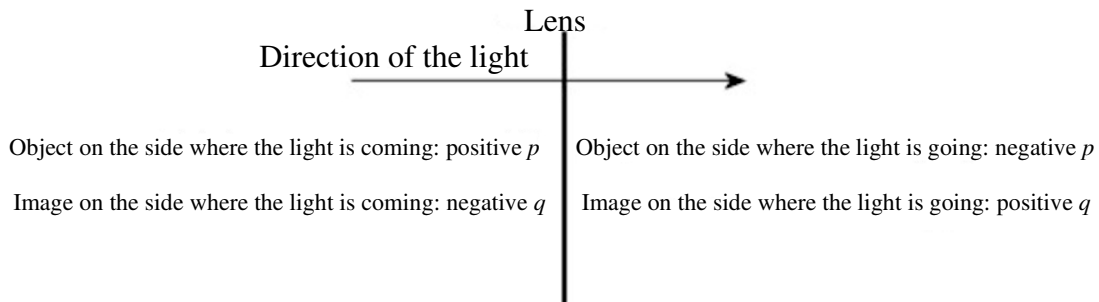 Lens
Direction of the light
Object on the side where the light is coming: positive p
Object on the side where the light is going: negative p
Image on the side where the light is coming: negative q
Image on the side where the light is going: positive q